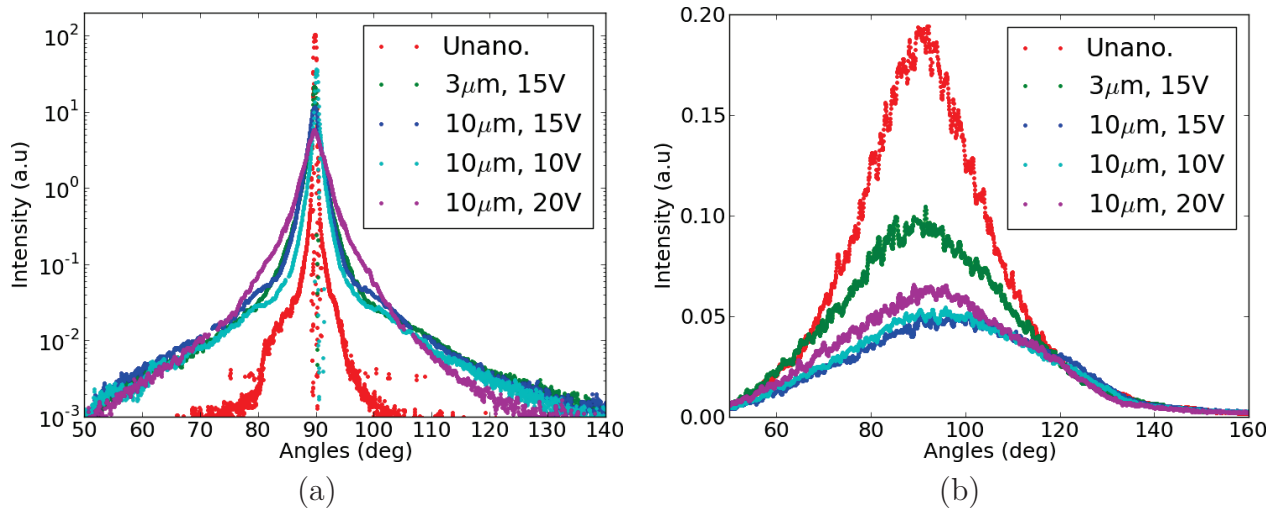 10²
10¹
10⁰
10⁻¹
10⁻²
10⁻³
Intensity (a.u)
50 60 70 80 90 100 110 120 130 140
Angles (deg)
Unano.
3μm, 15V
10μm, 15V
10μm, 10V
10μm, 20V
(a)
0.20
0.15
0.10
0.05
0.00
Intensity (a.u)
60 80 100 120 140 160
Angles (deg)
Unano.
3μm, 15V
10μm, 15V
10μm, 10V
10μm, 20V
(b)